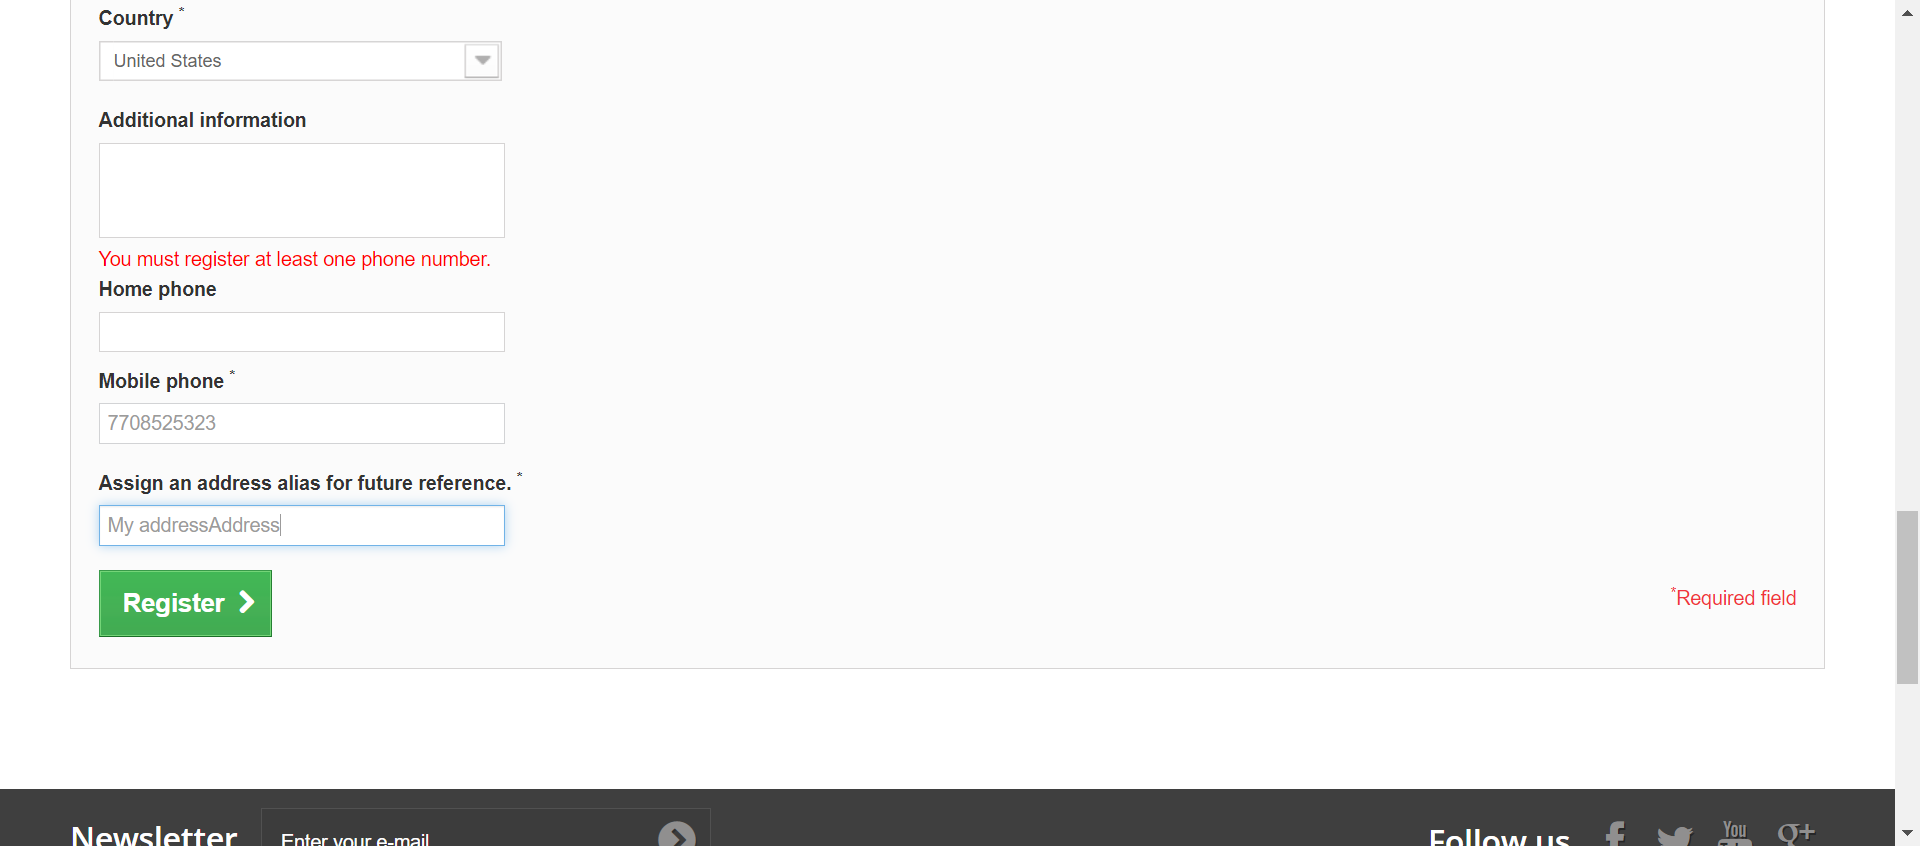 Country *
United States
Additional information
You must register at least one phone number.
Home phone
Mobile phone *
7708525323
Assign an address alias for future reference. *
My addressAddress
Register
*Required field
Newsletter
Enter your e-mail
Follow us
You
g+